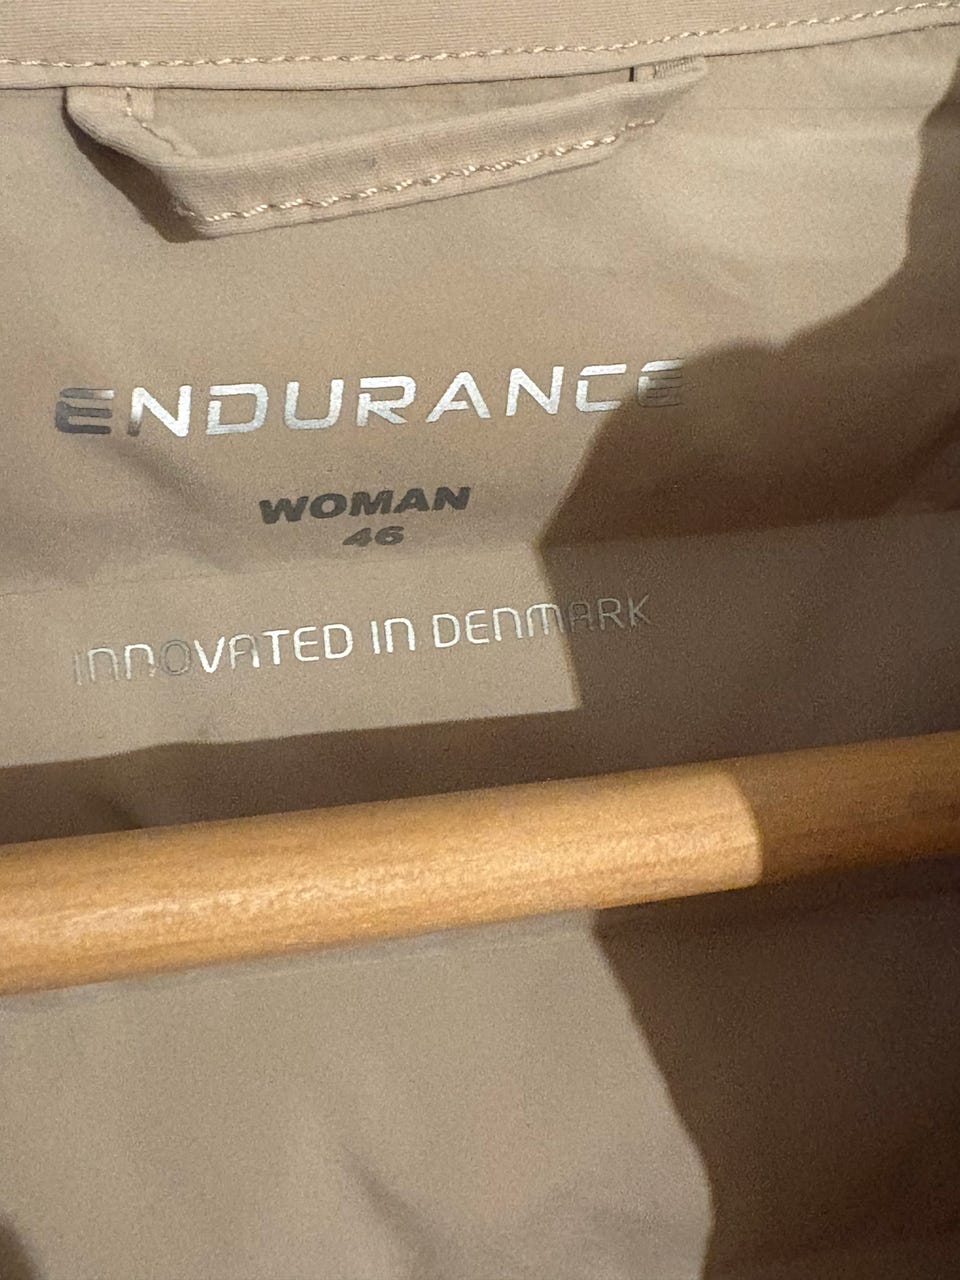 ENDURANCE
WOMAN
46
INNOVATED IN DENMARK